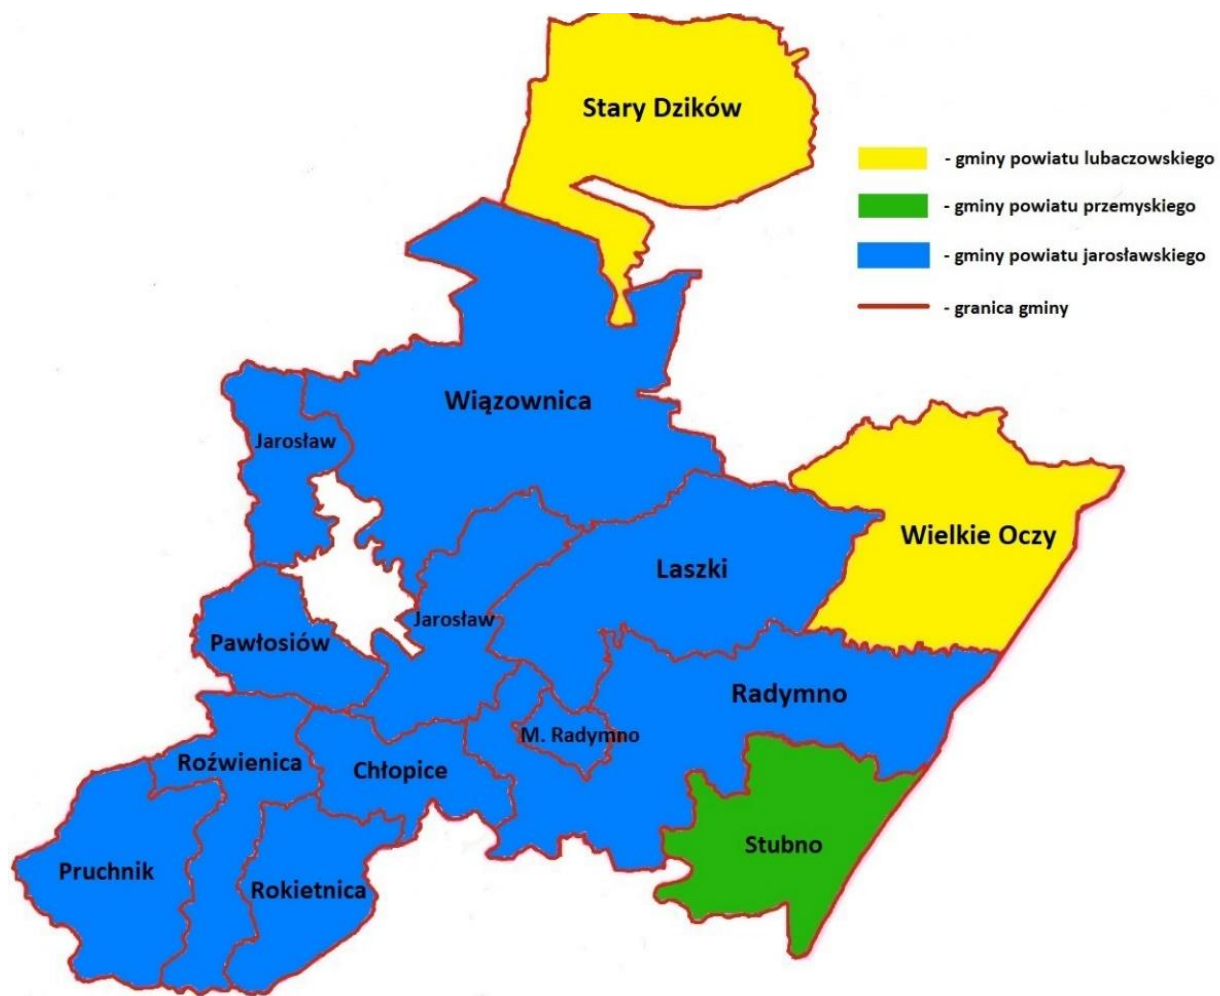 Stary Dzików
- gminy powiatu lubaczowskiego
- gminy powiatu przemyskiego
- gminy powiatu jarosławskiego
- granica gminy
Wiązownica
Jarosław
Wielkie Oczy
Laszki
Jarosław
Pawłosiów
Radymno
M. Radymno
Roźwienica
Chłopice
Stubno
Pruchnik
Rokietnica